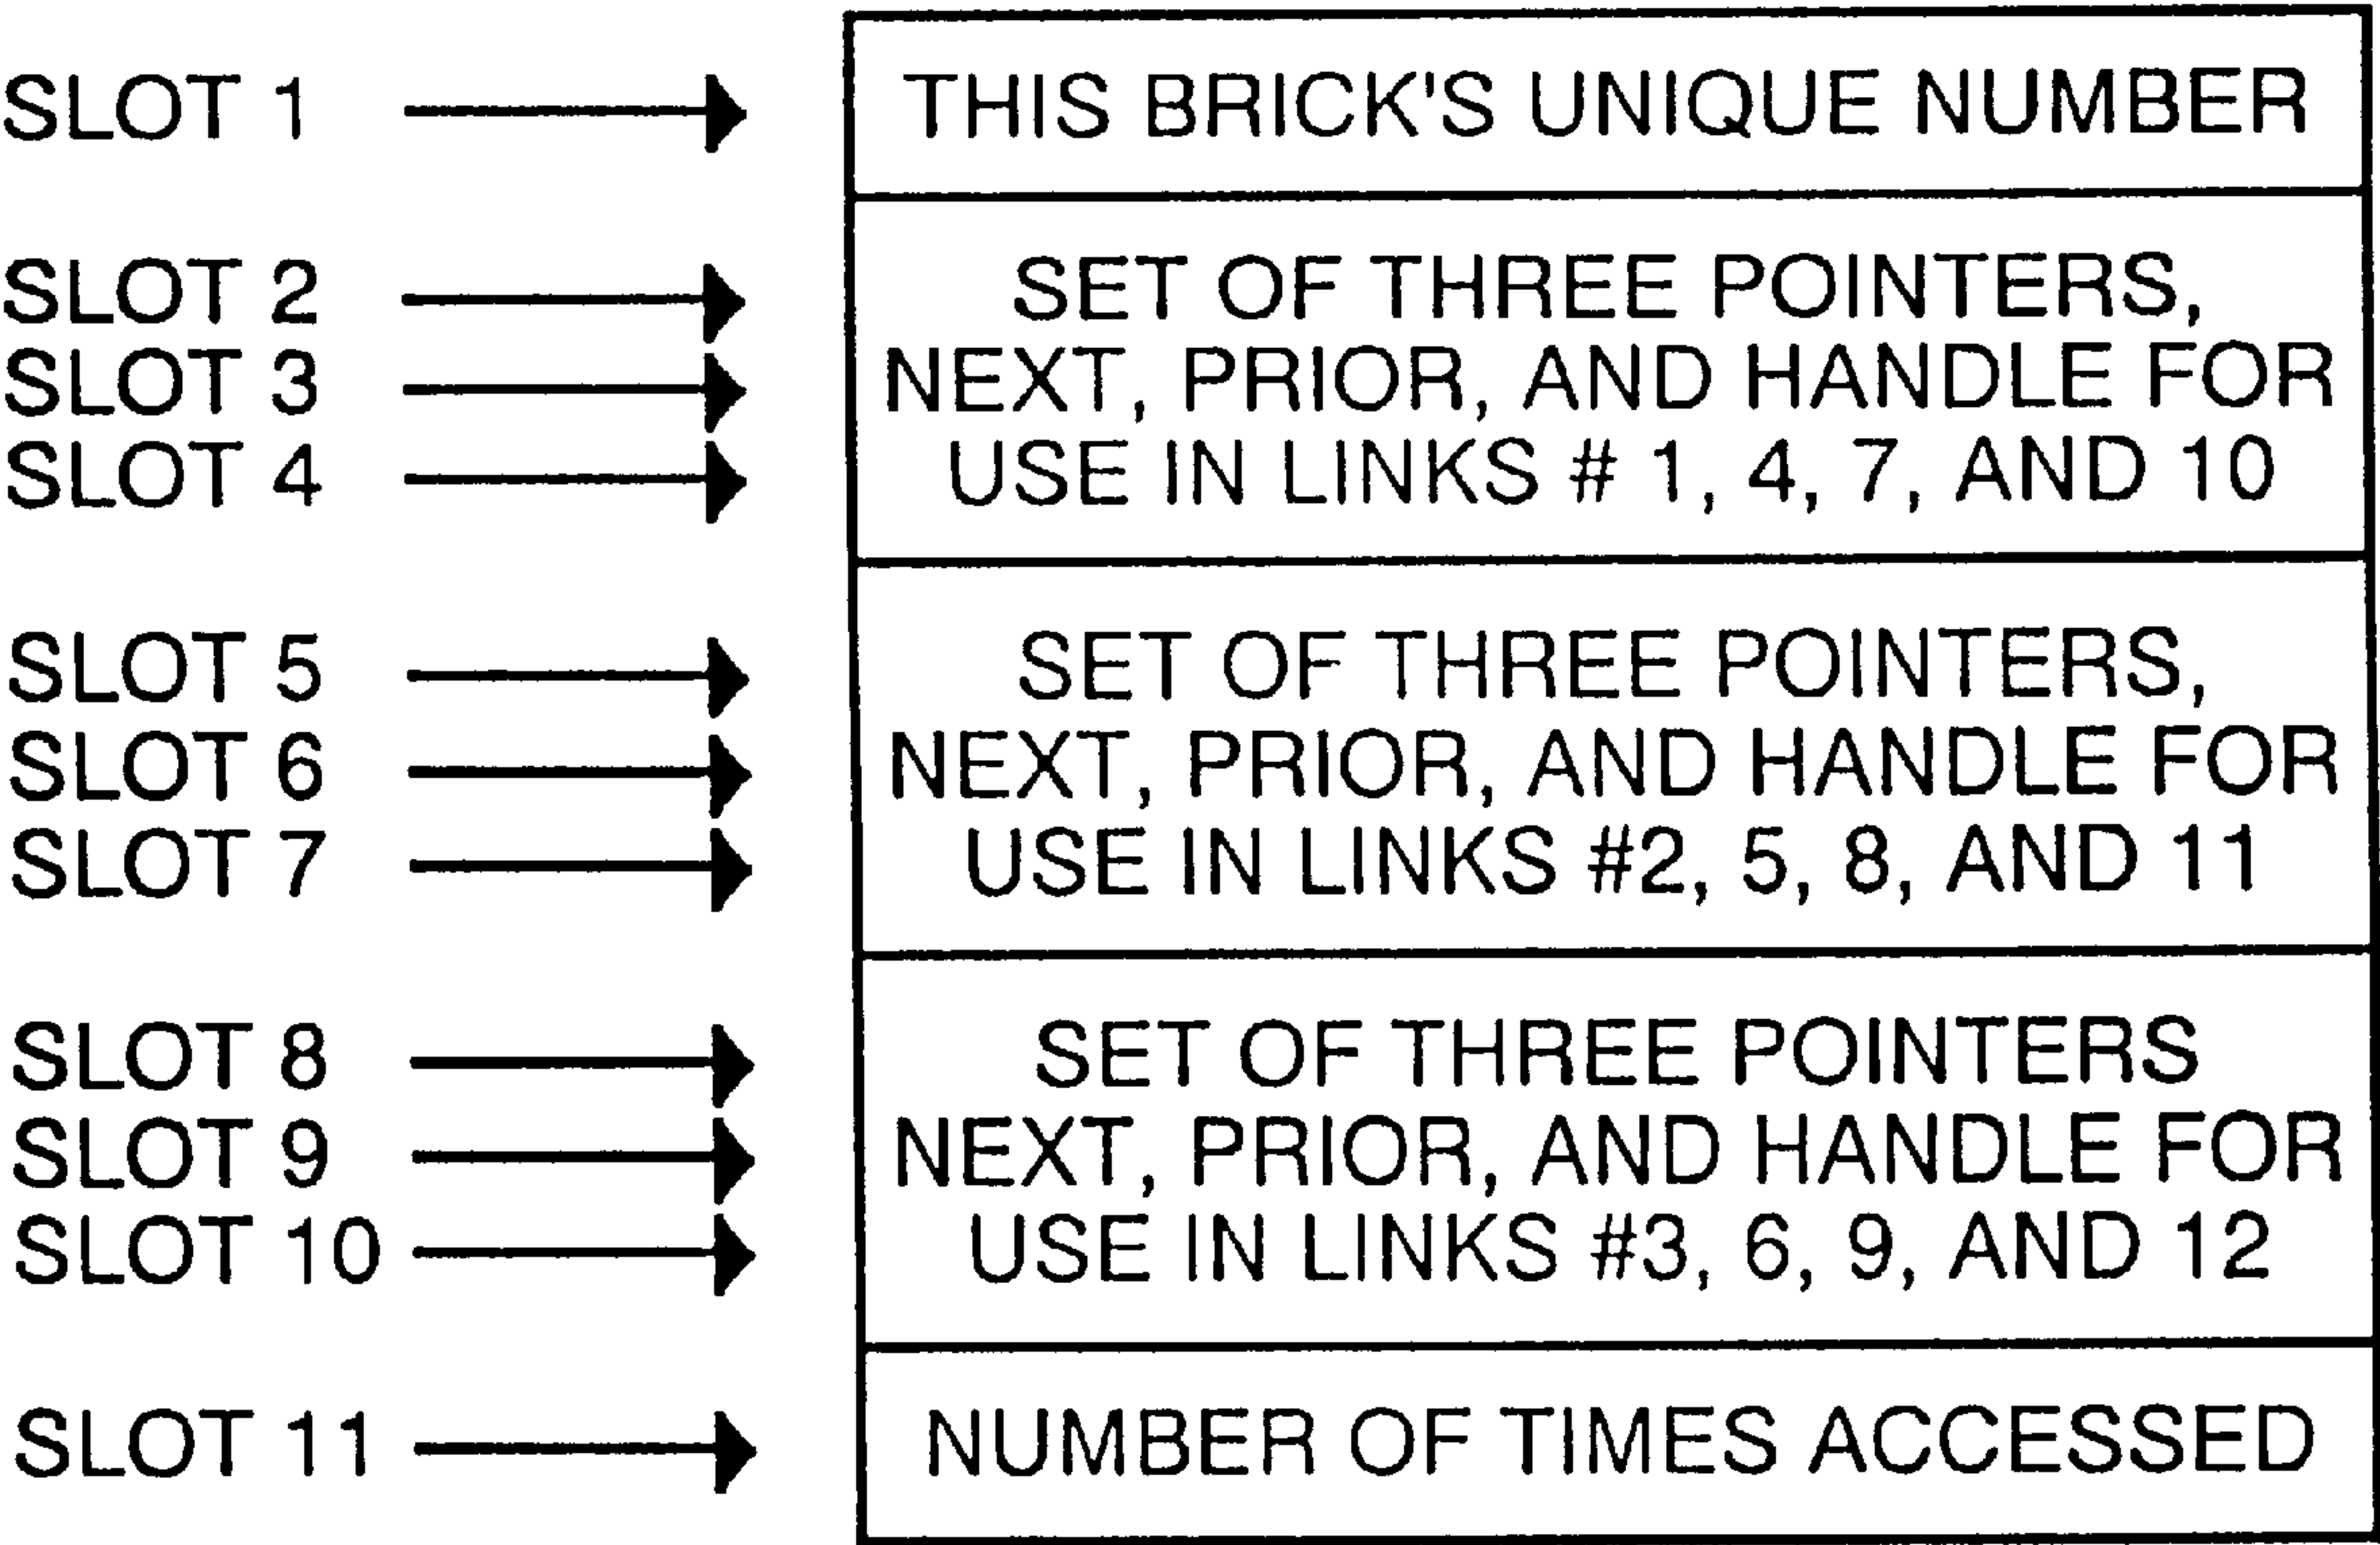 SLOT 1 THIS BRICK'S UNIQUE NUMBER
SLOT 2 SET OF THREE POINTERS,
SLOT 3 NEXT, PRIOR, AND HANDLE FOR
SLOT 4 USE IN LINKS # 1, 4, 7, AND 10
SLOT 5 SET OF THREE POINTERS,
SLOT 6 NEXT, PRIOR, AND HANDLE FOR
SLOT 7 USE IN LINKS #2, 5, 8, AND 11
SLOT 8 SET OF THREE POINTERS
SLOT 9 NEXT, PRIOR, AND HANDLE FOR
SLOT 10 USE IN LINKS #3, 6, 9, AND 12
SLOT 11 NUMBER OF TIMES ACCESSED